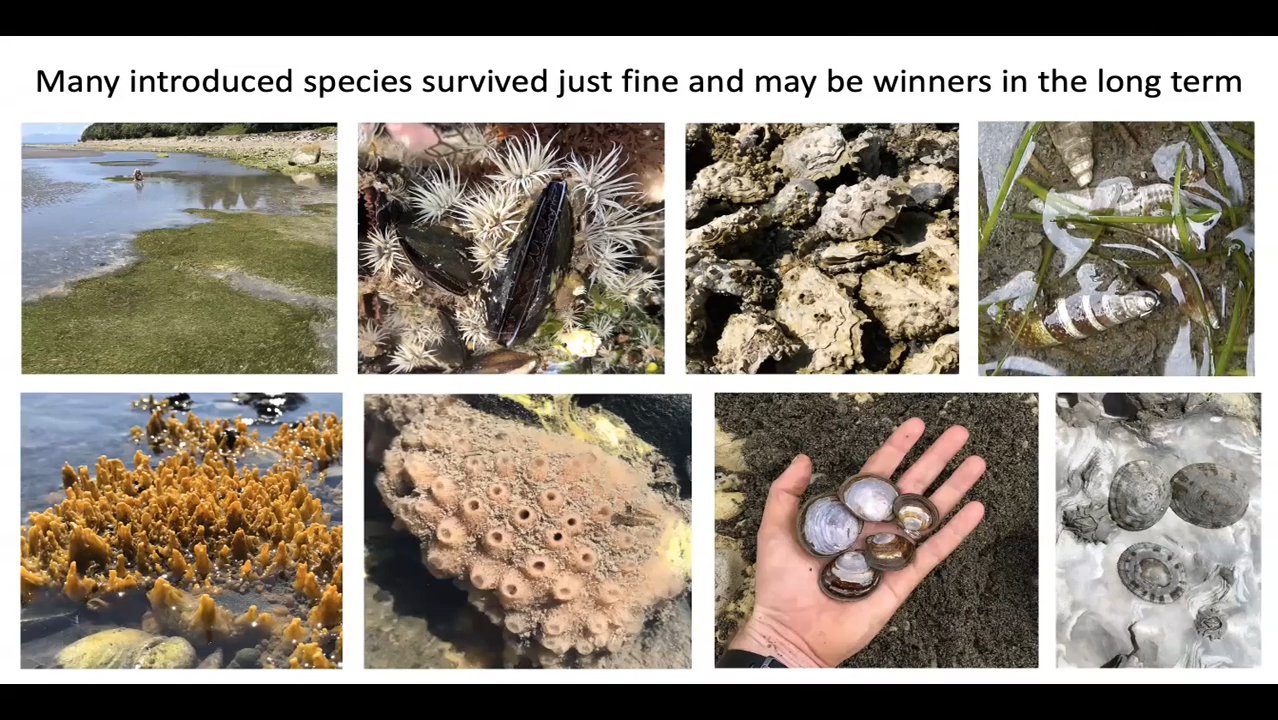 Many introduced species survived just fine and may be winners in the long term